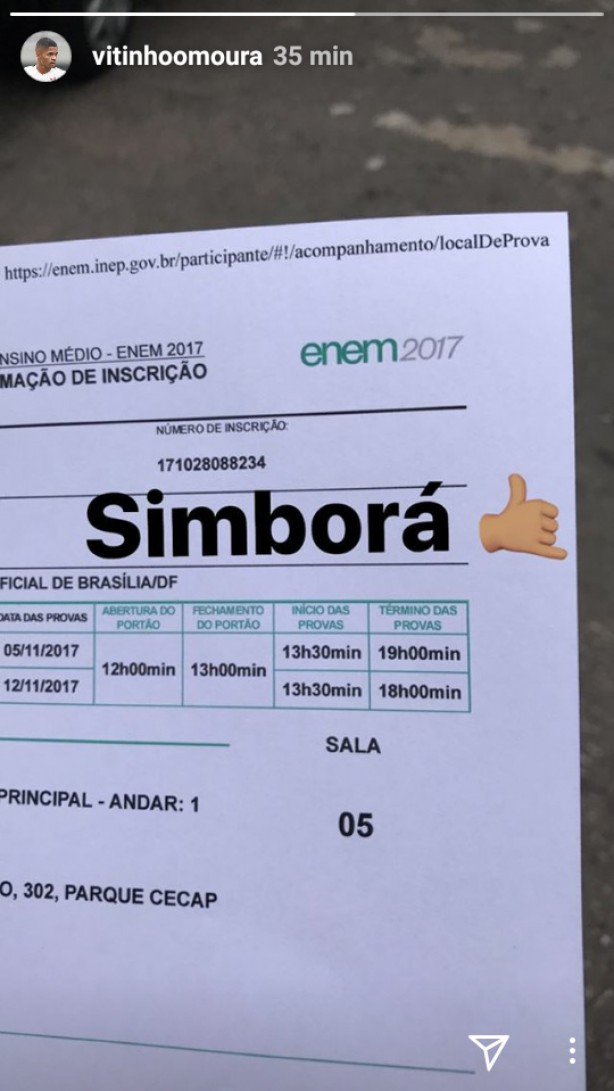 vitinhoomoura 35 min
https://enem.inep.gov.br/participante/#!/acompanhamento/localDeProva
NSINO MÉDIO - ENEM 2017
MAÇÃO DE INSCRIÇÃO
enem2017
NÚMERO DE INSCRIÇÃO:
171028088234
Simborá
FICIAL DE BRASÍLIA/DF
DATA DAS PROVAS ABERTURA DO PORTÃO FECHAMENTO DO PORTÃO INÍCIO DAS PROVAS TÉRMINO DAS PROVAS
05/11/2017 12h00min 13h00min 13h30min 19h00min
12/11/2017 13h30min 18h00min
SALA
PRINCIPAL - ANDAR: 1
05
O, 302, PARQUE CECAP